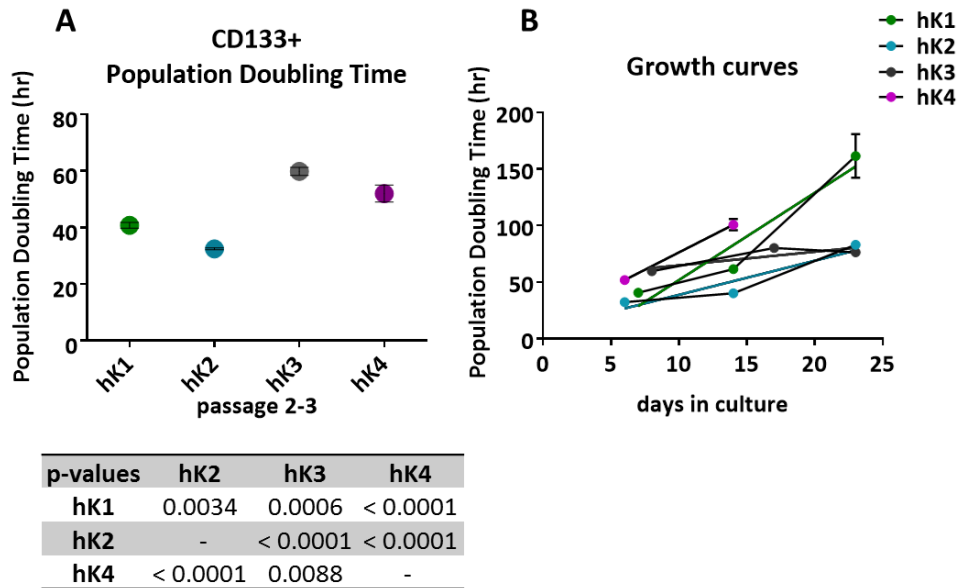 A
CD133+
Population Doubling Time
Population Doubling Time (hr)
80
60
40
20
0
hK1
hK2
hK3
hK4
passage 2-3
B
Growth curves
hK1
hK2
hK3
hK4
Population Doubling Time (hr)
200
150
100
50
0
0 5 10 15 20 25
days in culture
p-values hK2 hK3 hK4
hK1 0.0034 0.0006 < 0.0001
hK2 - < 0.0001 < 0.0001
hK4 < 0.0001 0.0088 -